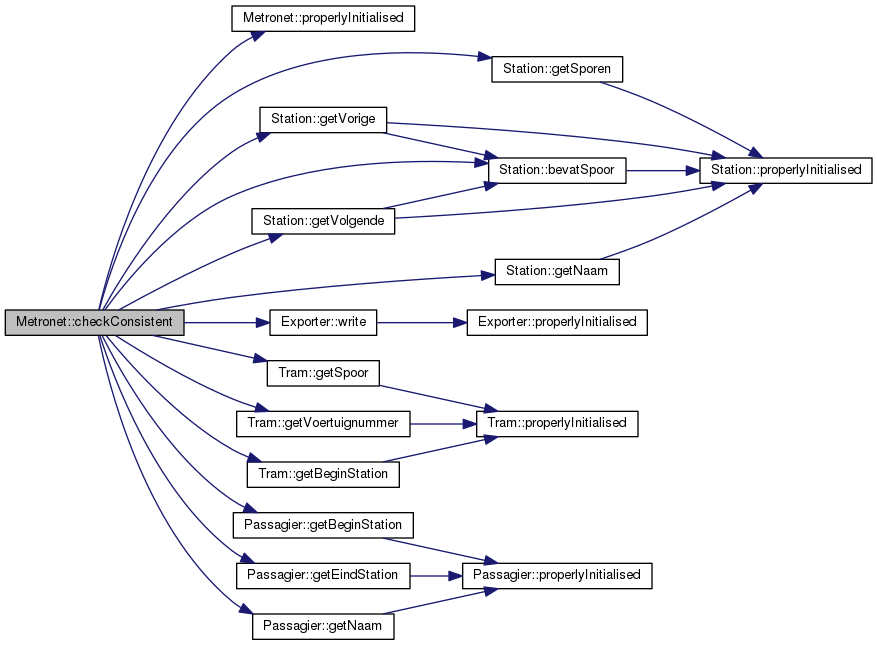 Metronet::properlyInitialised
Station::getSporen
Station::getVorige
Station::bevatSpoor
Station::properlyInitialised
Station::getVolgende
Station::getNaam
Metronet::checkConsistent
Exporter::write
Exporter::properlyInitialised
Tram::getSpoor
Tram::getVoertuignummer
Tram::properlyInitialised
Tram::getBeginStation
Passagier::getBeginStation
Passagier::getEindStation
Passagier::properlyInitialised
Passagier::getNaam